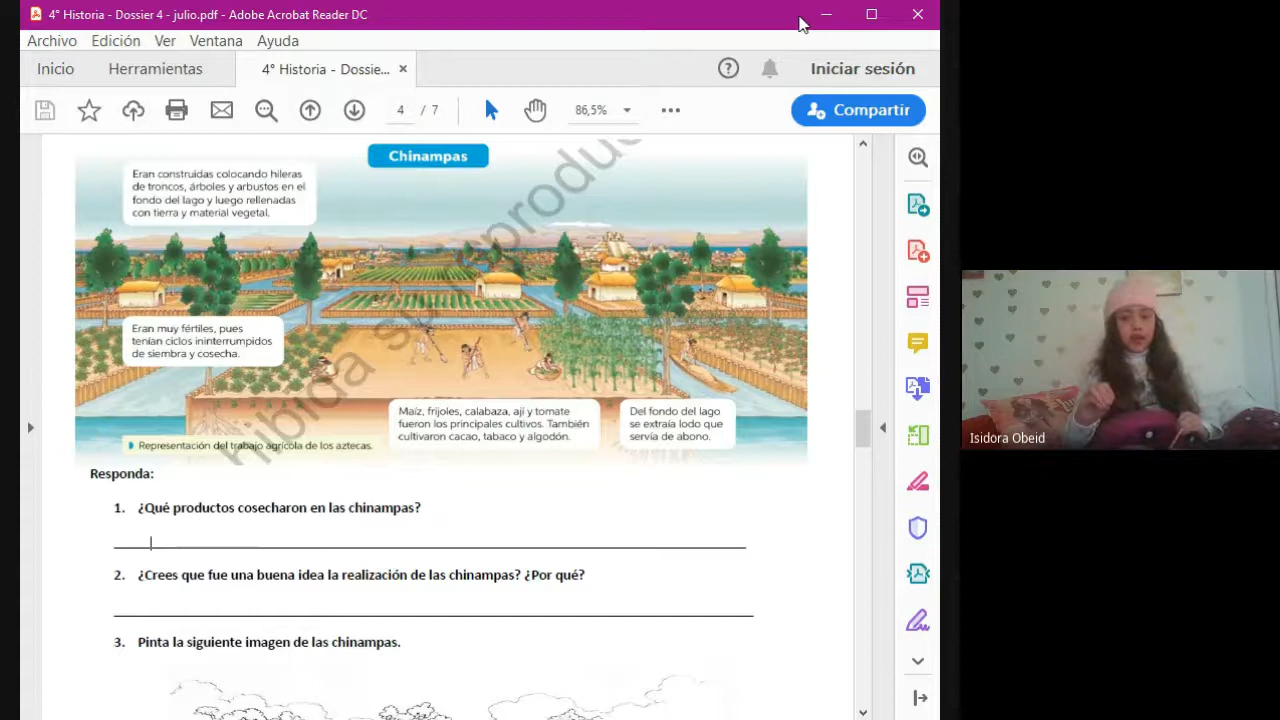 4° Historia - Dossier 4 - julio.pdf - Adobe Acrobat Reader DC
Archivo Edición Ver Ventana Ayuda
Inicio Herramientas 4° Historia - Dossie... × Iniciar sesión
4 / 7 86,5% Compartir
Chinampas
Eran construidas colocando hileras
de troncos, árboles y arbustos en el
fondo del lago y luego rellenadas
con tierra y material vegetal.
Eran muy fértiles, pues
tenían ciclos ininterrumpidos
de siembra y cosecha.
Maíz, frijoles, calabaza, ají y tomate
fueron los principales cultivos. También
cultivaron cacao, tabaco y algodón.
Del fondo del lago
se extraía lodo que
servía de abono.
Representación del trabajo agrícola de los aztecas.
Responda:
1. ¿Qué productos cosecharon en las chinampas?
2. ¿Crees que fue una buena idea la realización de las chinampas? ¿Por qué?
3. Pinta la siguiente imagen de las chinampas.
Isidora Obeid